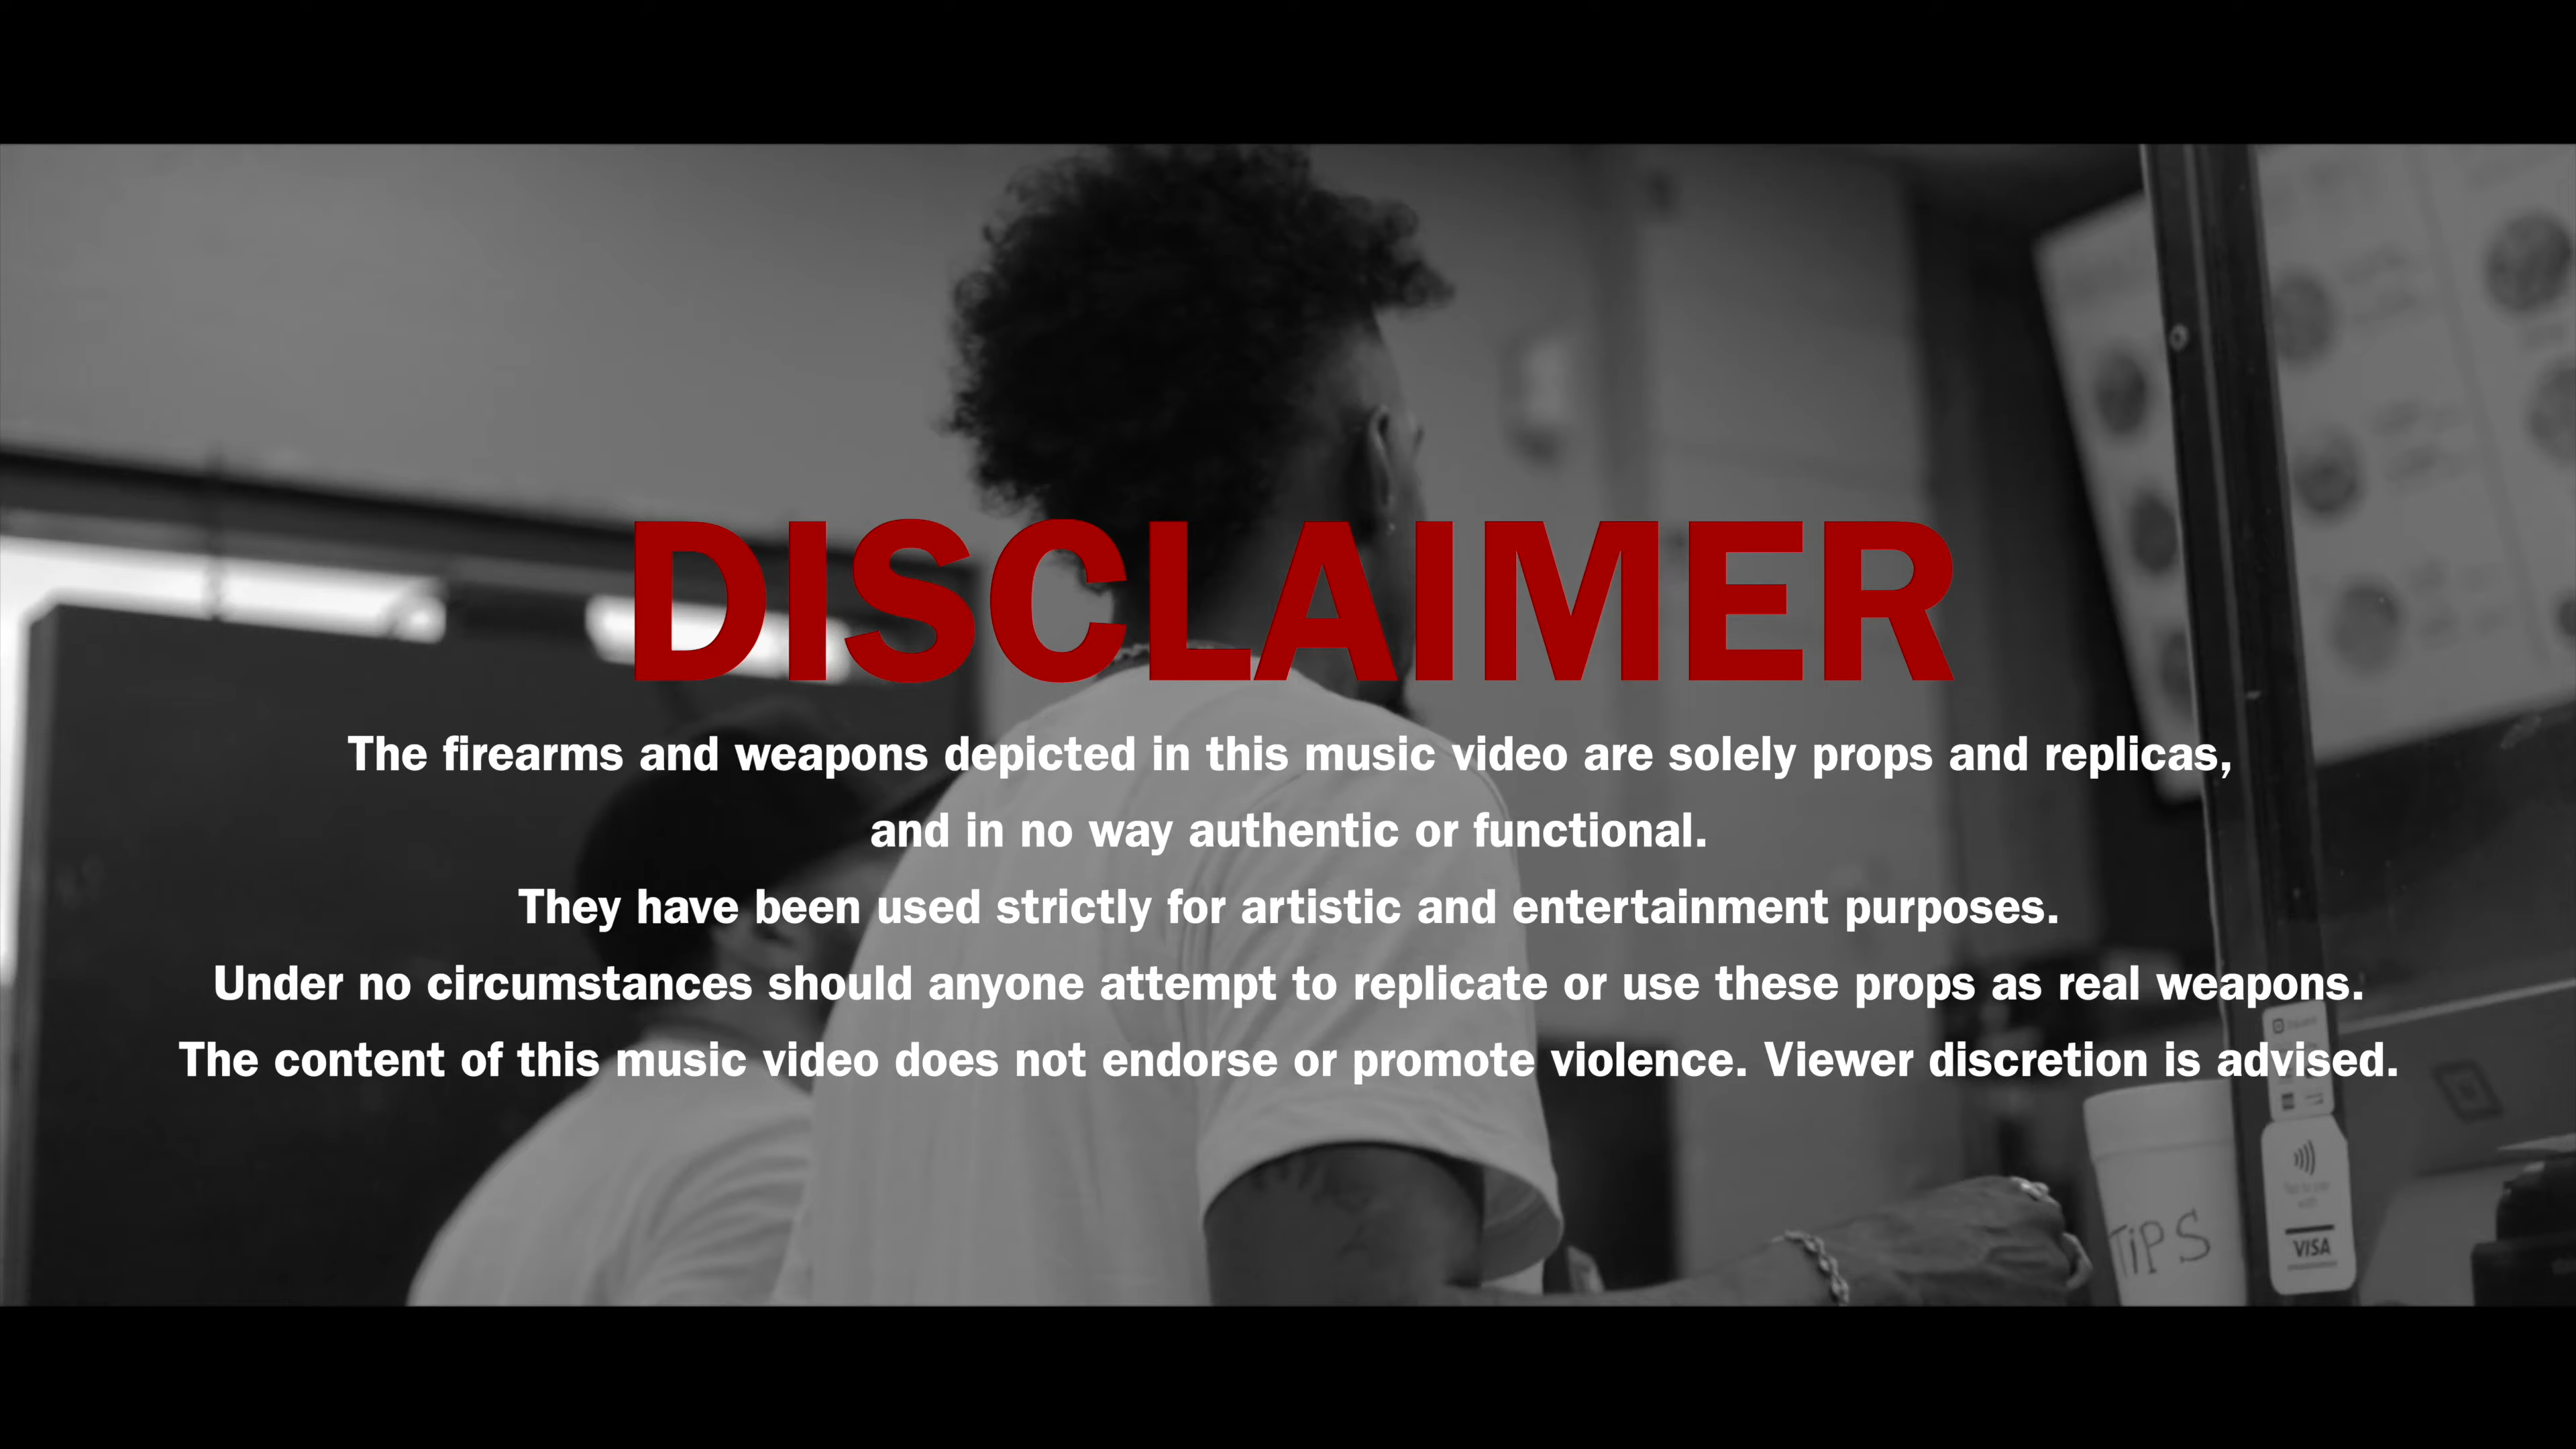 DISCLAIMER
The firearms and weapons depicted in this music video are solely props and replicas,
and in no way authentic or functional.
They have been used strictly for artistic and entertainment purposes.
Under no circumstances should anyone attempt to replicate or use these props as real weapons.
The content of this music video does not endorse or promote violence. Viewer discretion is advised.
TiPS
VISA